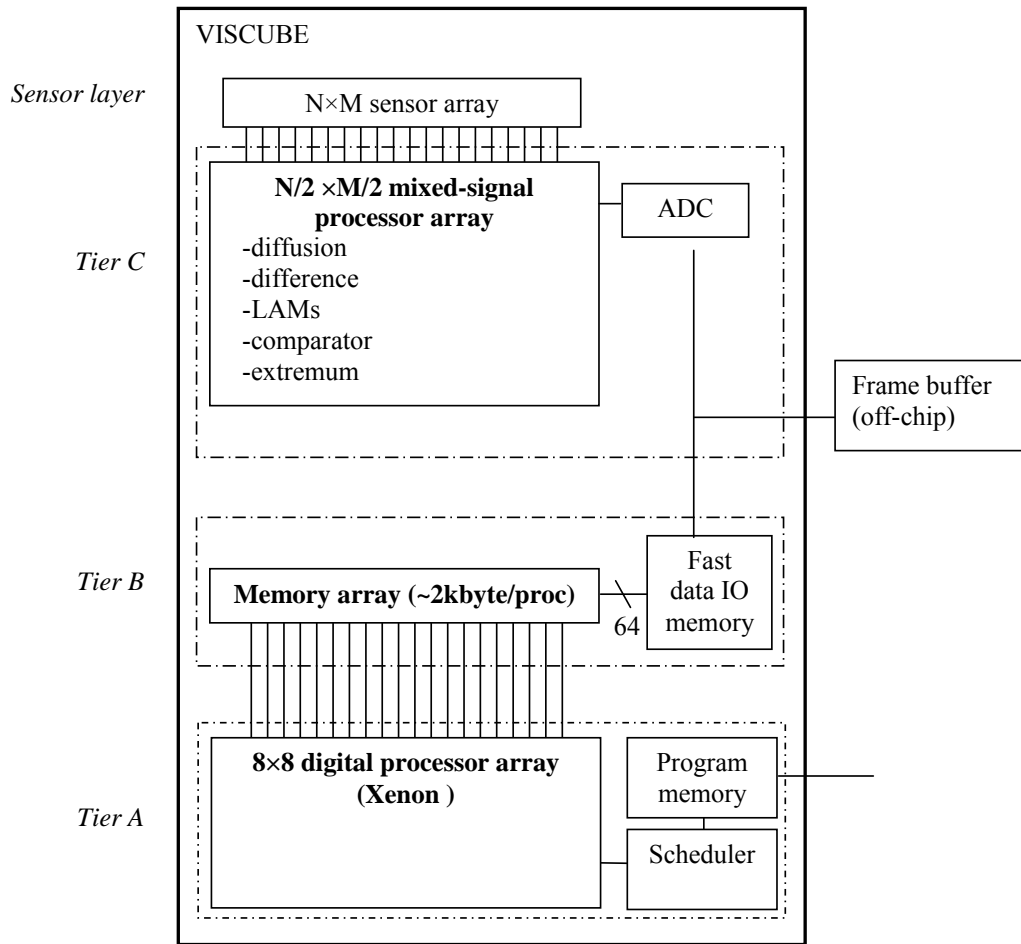 VISCUBE
Sensor layer
N×M sensor array
N/2 ×M/2 mixed-signal
processor array
-diffusion
-difference
-LAMs
-comparator
-extremum
ADC
Tier C
Frame buffer
(off-chip)
Tier B
Memory array (~2kbyte/proc)
64
Fast
data IO
memory
Tier A
8×8 digital processor array
(Xenon )
Program
memory
Scheduler